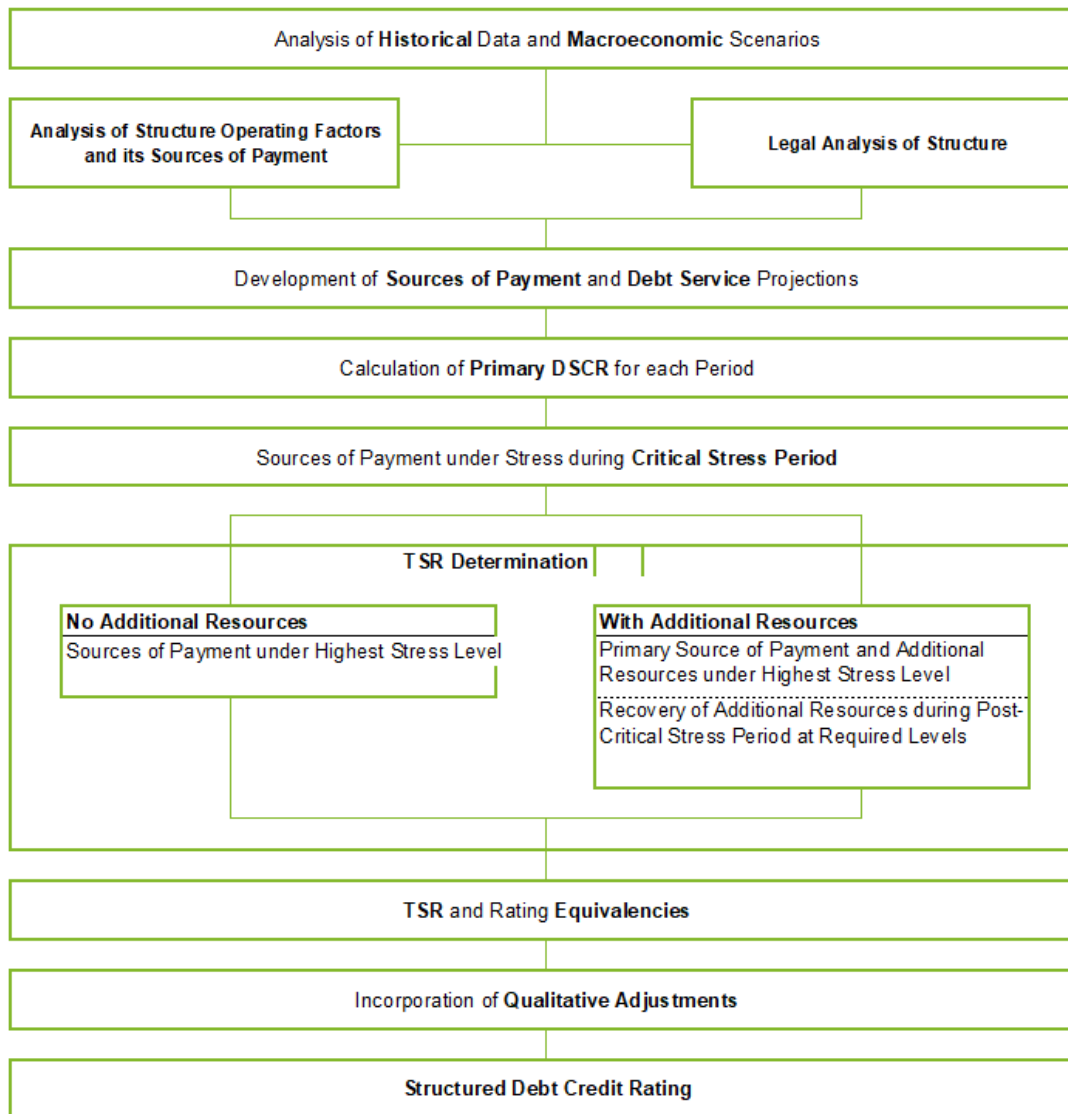 Analysis of Historical Data and Macroeconomic Scenarios
Analysis of Structure Operating Factors
and its Sources of Payment
Legal Analysis of Structure
Development of Sources of Payment and Debt Service Projections
Calculation of Primary DSCR for each Period
Sources of Payment under Stress during Critical Stress Period
TSR Determination
No Additional Resources
Sources of Payment under Highest Stress Level
With Additional Resources
Primary Source of Payment and Additional
Resources under Highest Stress Level
Recovery of Additional Resources during Post-
Critical Stress Period at Required Levels
TSR and Rating Equivalencies
Incorporation of Qualitative Adjustments
Structured Debt Credit Rating